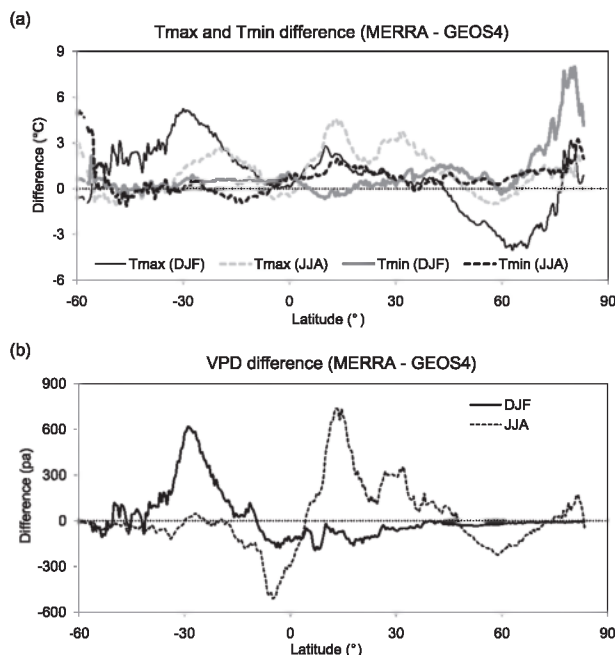 (a)
Tmax and Tmin difference (MERRA - GEOS4)
9
6
3
0
-3
-6
Difference (°C)
Tmax (DJF) Tmax (JJA) Tmin (DJF) Tmin (JJA)
-60 -30 0 30 60 90
Latitude (°)
(b)
VPD difference (MERRA - GEOS4)
900
600
300
0
-300
-600
Difference (pa)
DJF
JJA
-60 -30 0 30 60 90
Latitude (°)